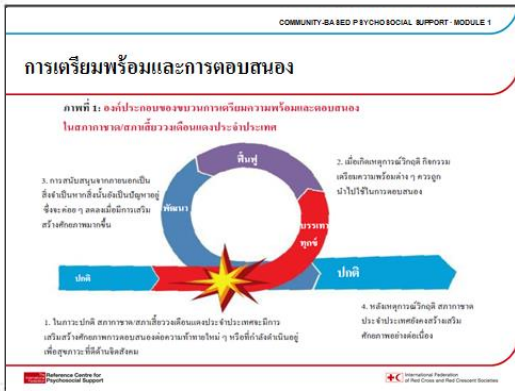 COMMUNITY-BASED PSYCHOSOCIAL SUPPORT · MODULE 1
การเตรียมพร้อมและการตอบสนอง
ภาพที่ 1: องค์ประกอบของขบวนการเตรียมความพร้อมและตอบสนอง
ในสภากาชาด/สภาเสี้ยววงเดือนแดงประจำประเทศ
ฟื้นฟู
2. เมื่อเกิดเหตุการณ์วิกฤติ กิจกรรม
เตรียมความพร้อมต่าง ๆ ควรถูก
นำไปใช้ในการตอบสนอง
3. การสนับสนุนจากภายนอกเป็น
สิ่งจำเป็นหากสิ่งนั้นยังเป็นปัญหาอยู่
ซึ่งจะค่อย ๆ ลดลงเมื่อมีการเสริม
สร้างศักยภาพมากขึ้น
พัฒนา
บรรเทา
ทุกข์
ปกติ
ปกติ
4. หลังเหตุการณ์วิกฤติ สภากาชาด
ประจำประเทศยังคงสร้างเสริม
ศักยภาพอย่างต่อเนื่อง
1. ในภาวะปกติ สภากาชาด/สภาเสี้ยววงเดือนแดงประจำประเทศจะมีการ
เสริมสร้างศักยภาพการตอบสนองต่อความท้าทายใหม่ ๆ หรือที่กำลังดำเนินอยู่
เพื่อสุขภาวะที่ดีด้านจิตสังคม
Reference Centre for
Psychosocial Support
International Federation
of Red Cross and Red Crescent Societies